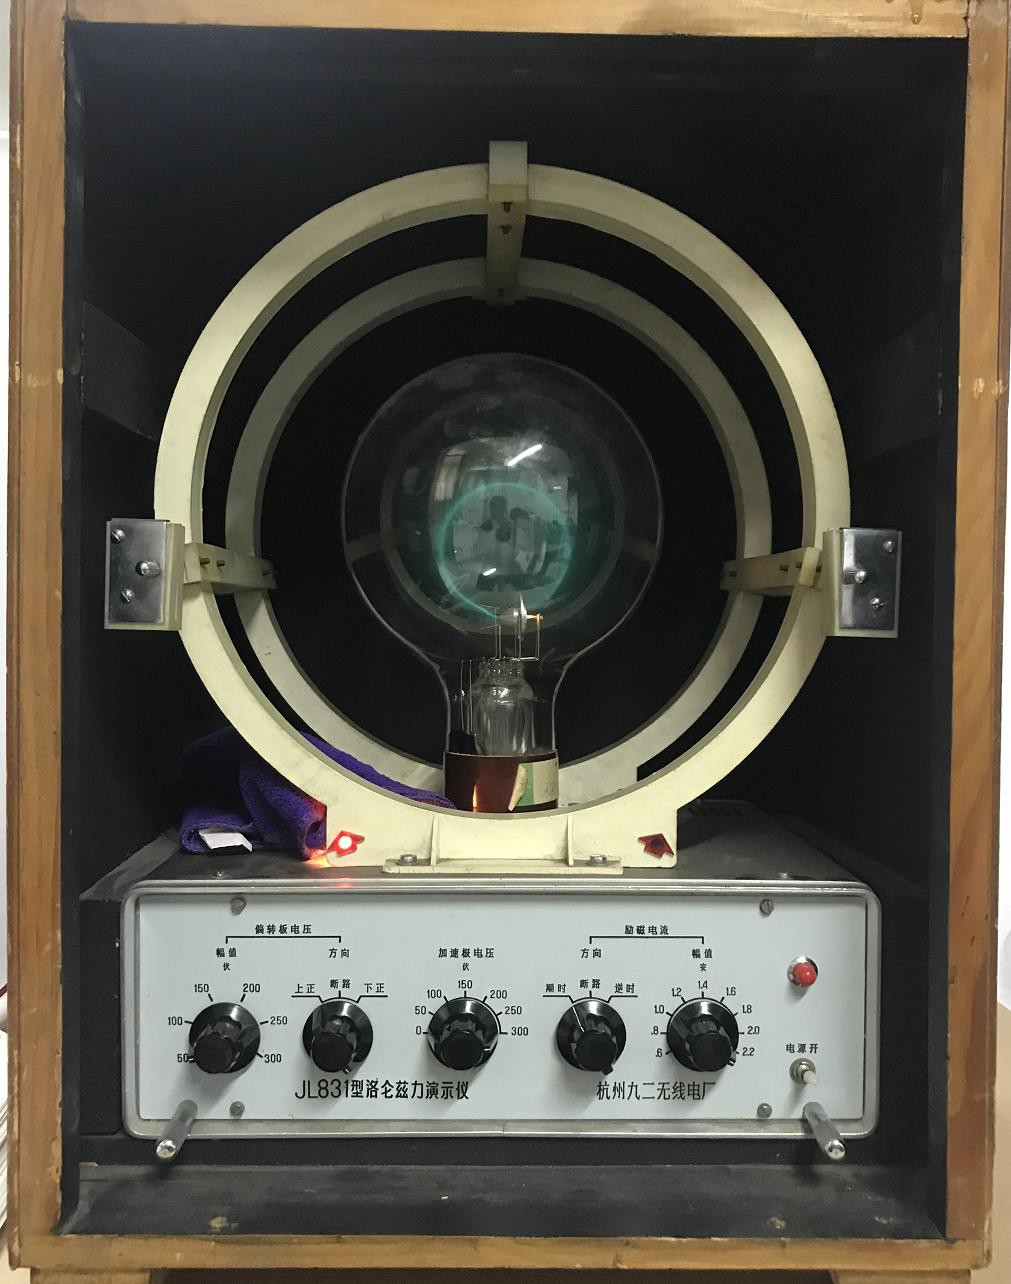 偏转板电压
幅值 方向
伏
50 100 150 200 250 300
上正 断路 下正
加速板电压
伏
0 50 100 150 200 250 300
励磁电流
方向 幅值
安
顺时 断路 逆时
.6 .8 1.0 1.2 1.4 1.6 1.8 2.0 2.2
电源开
JL831型洛仑兹力演示仪
杭州九二无线电厂